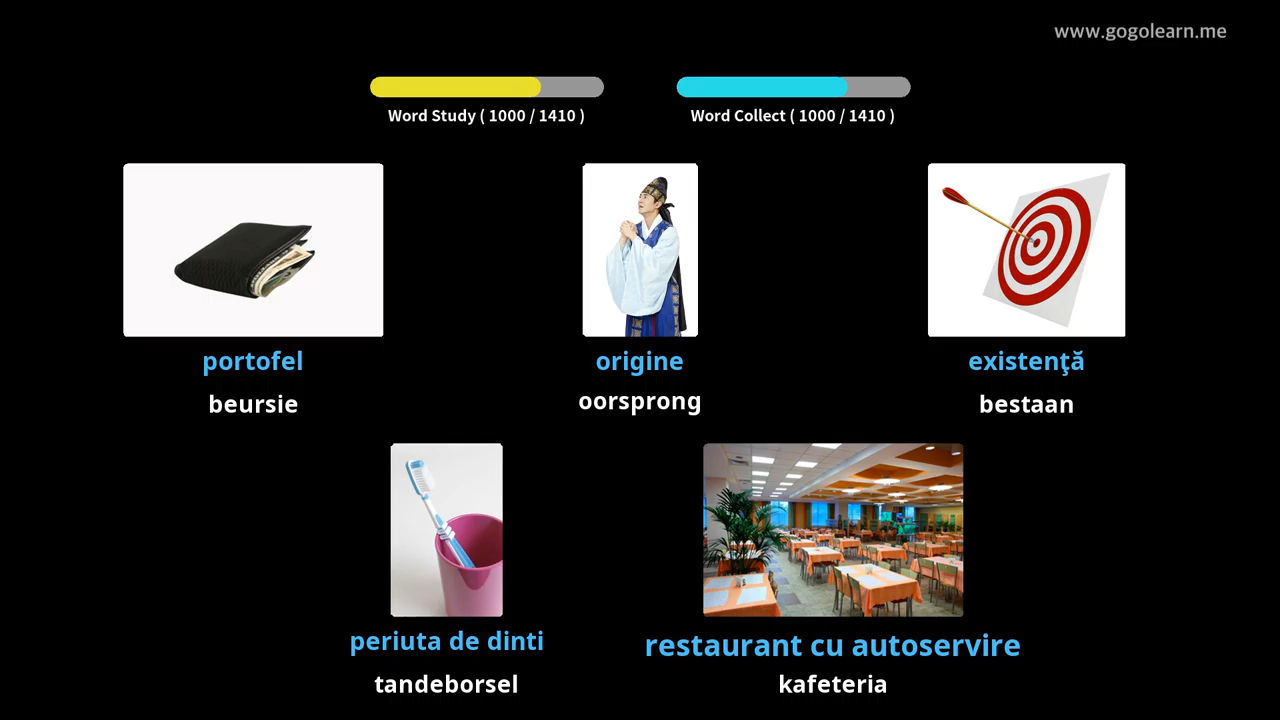 www.gogolearn.me
Word Study ( 1000 / 1410 )
Word Collect ( 1000 / 1410 )
portofel
origine
existenţă
beursie
oorsprong
bestaan
periuta de dinti
restaurant cu autoservire
tandeborsel
kafeteria